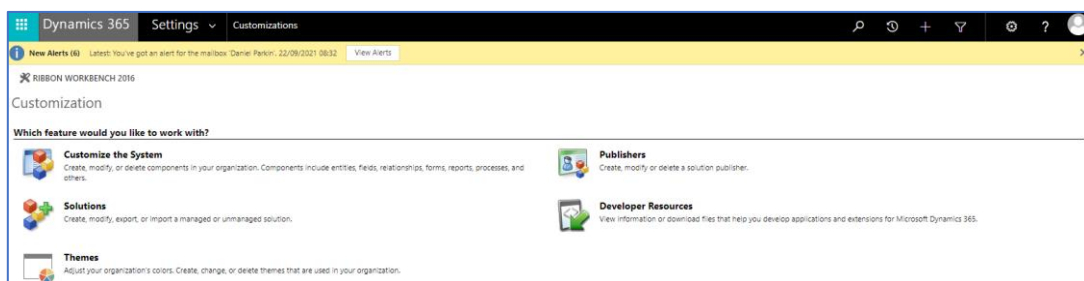 Dynamics 365 Settings Customizations ?
New Alerts (6) Latest: You've got an alert for the mailbox 'Daniel Parkin'. 22/09/2021 08:32 View Alerts
RIBBON WORKBENCH 2016
Customization
Which feature would you like to work with?
Customize the System
Create, modify, or delete components in your organization. Components include entities, fields, relationships, forms, reports, processes, and
others.
Publishers
Create, modify or delete a solution publisher.
Solutions
Create, modify, export, or import a managed or unmanaged solution.
Developer Resources
View information or download files that help you develop applications and extensions for Microsoft Dynamics 365.
Themes
Adjust your organization's colors. Create, change, or delete themes that are used in your organization.